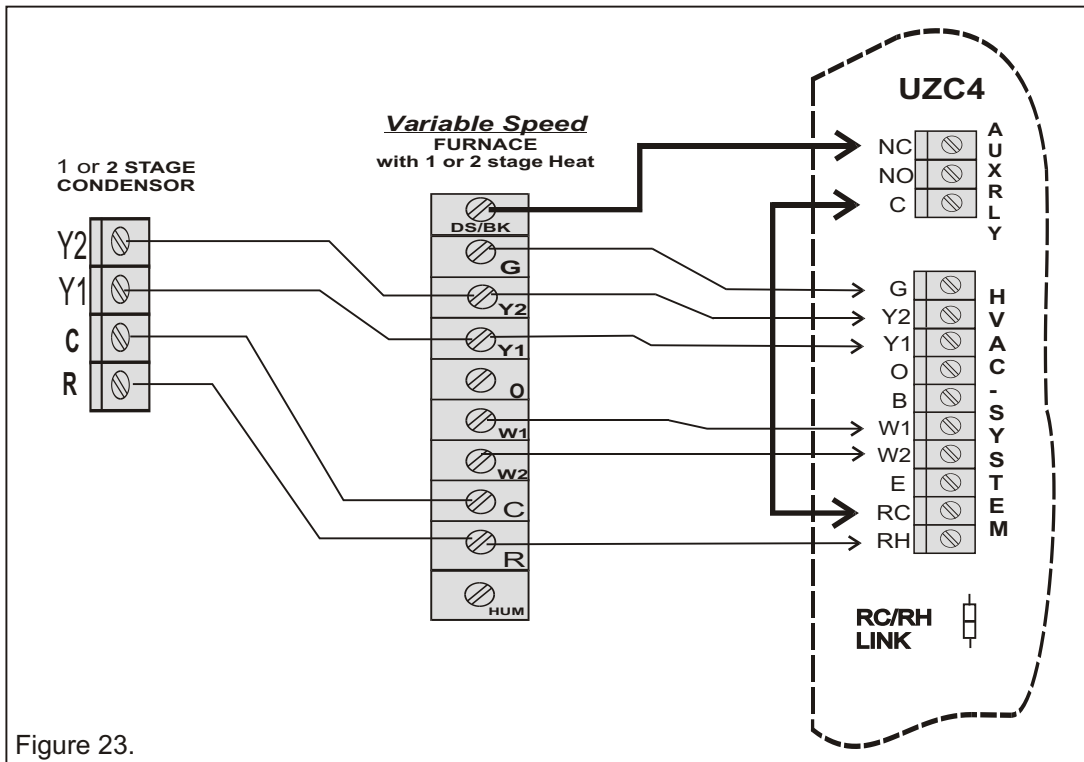 1 or 2 STAGE
CONDENSOR
Y2
Y1
C
R
Variable Speed
FURNACE
with 1 or 2 stage Heat
DS/BK
G
Y2
Y1
O
W1
W2
C
R
HUM
UZC4
NC
NO
C
AUXRLY
G
Y2
Y1
O
B
W1
W2
E
RC
RH
HVAC-SYSTEM
RC/RH
LINK
Figure 23.